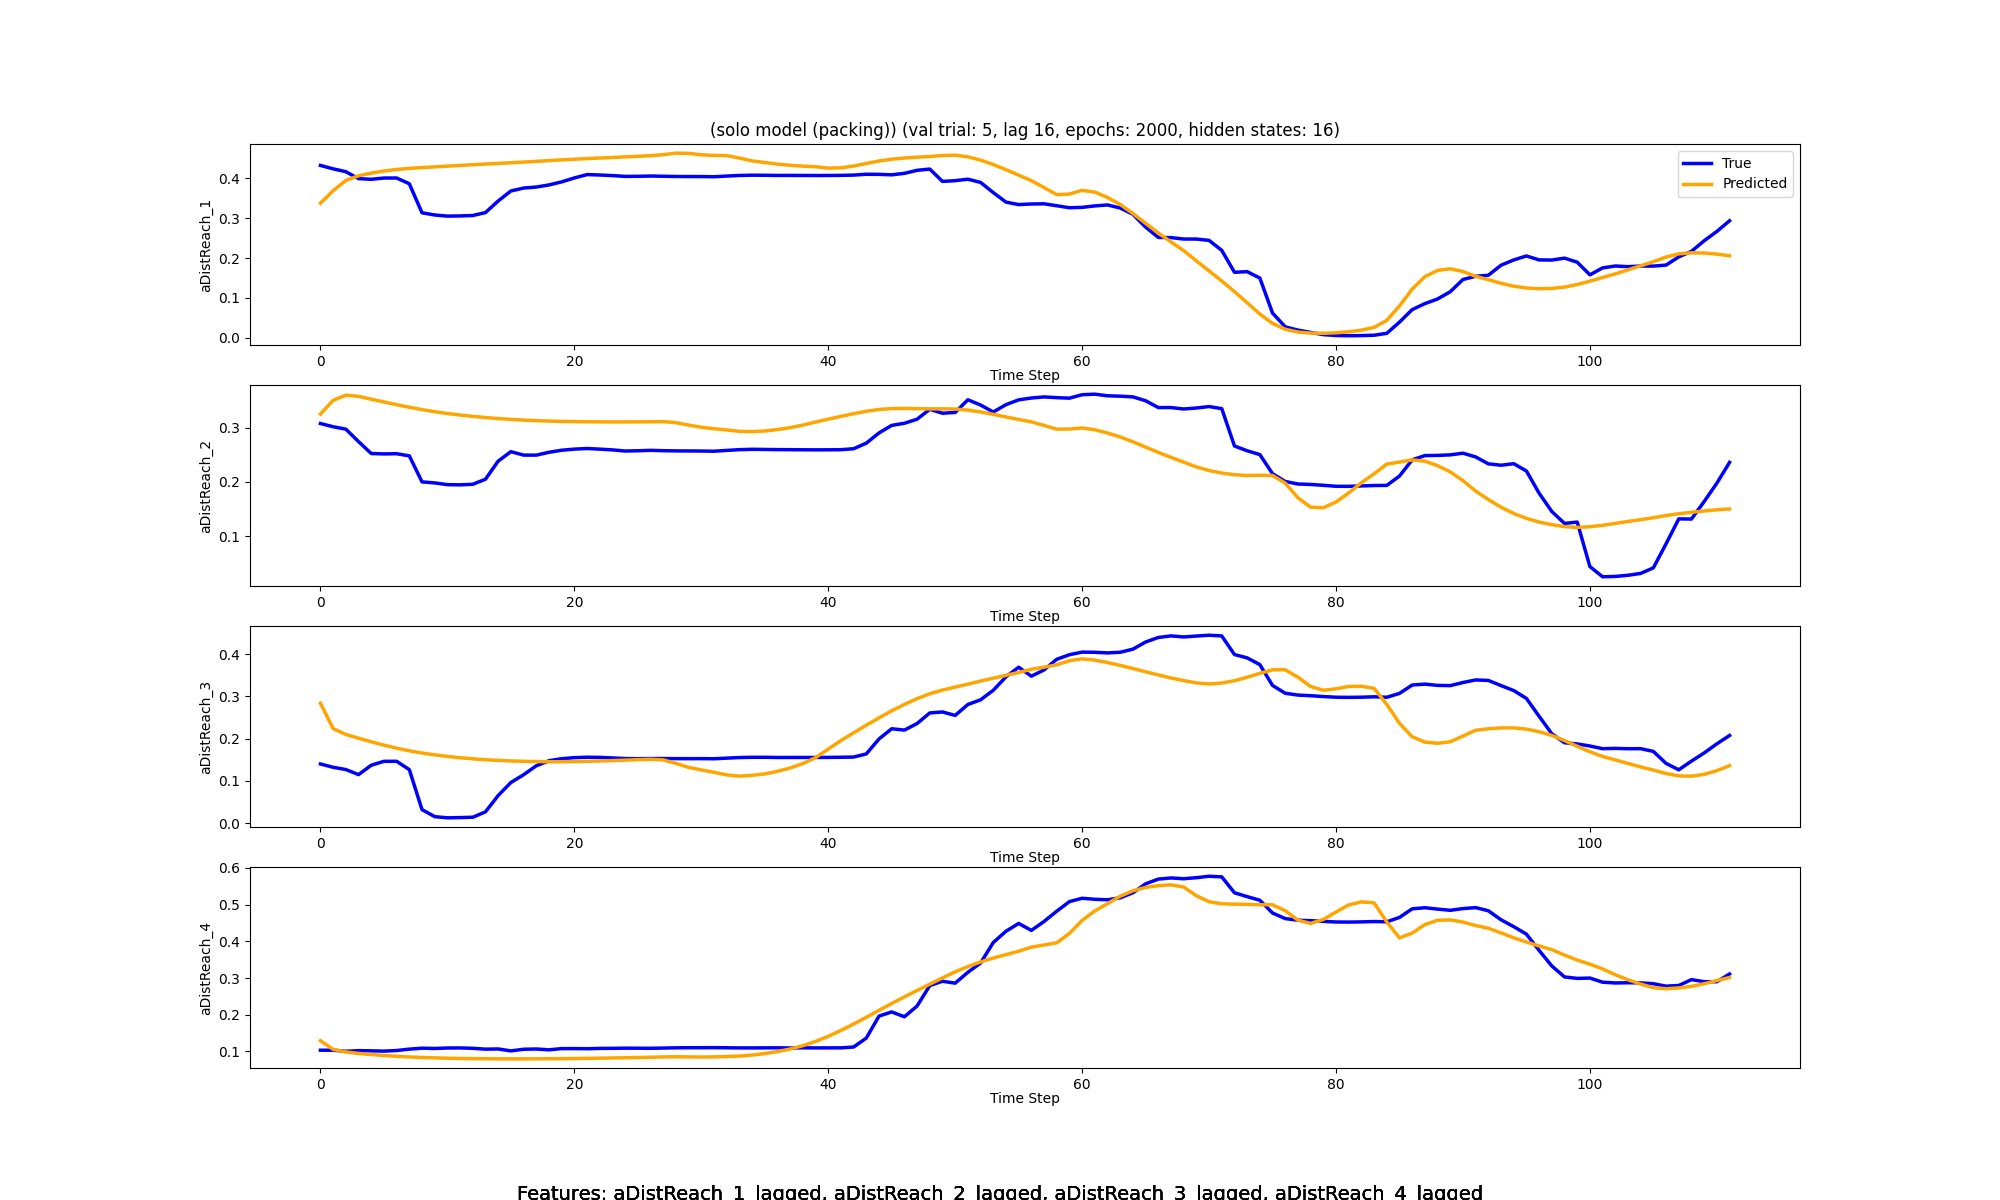 (solo model (packing)) (val trial: 5, lag 16, epochs: 2000, hidden states: 16)
True
Predicted
aDistReach_1
0.4
0.3
0.2
0.1
0.0
0 20 40 60 80 100
Time Step
aDistReach_2
0.3
0.2
0.1
0 20 40 60 80 100
Time Step
aDistReach_3
0.4
0.3
0.2
0.1
0.0
0 20 40 60 80 100
Time Step
aDistReach_4
0.6
0.5
0.4
0.3
0.2
0.1
0 20 40 60 80 100
Time Step
Features: aDistReach_1_lagged, aDistReach_2_lagged, aDistReach_3_lagged, aDistReach_4_lagged